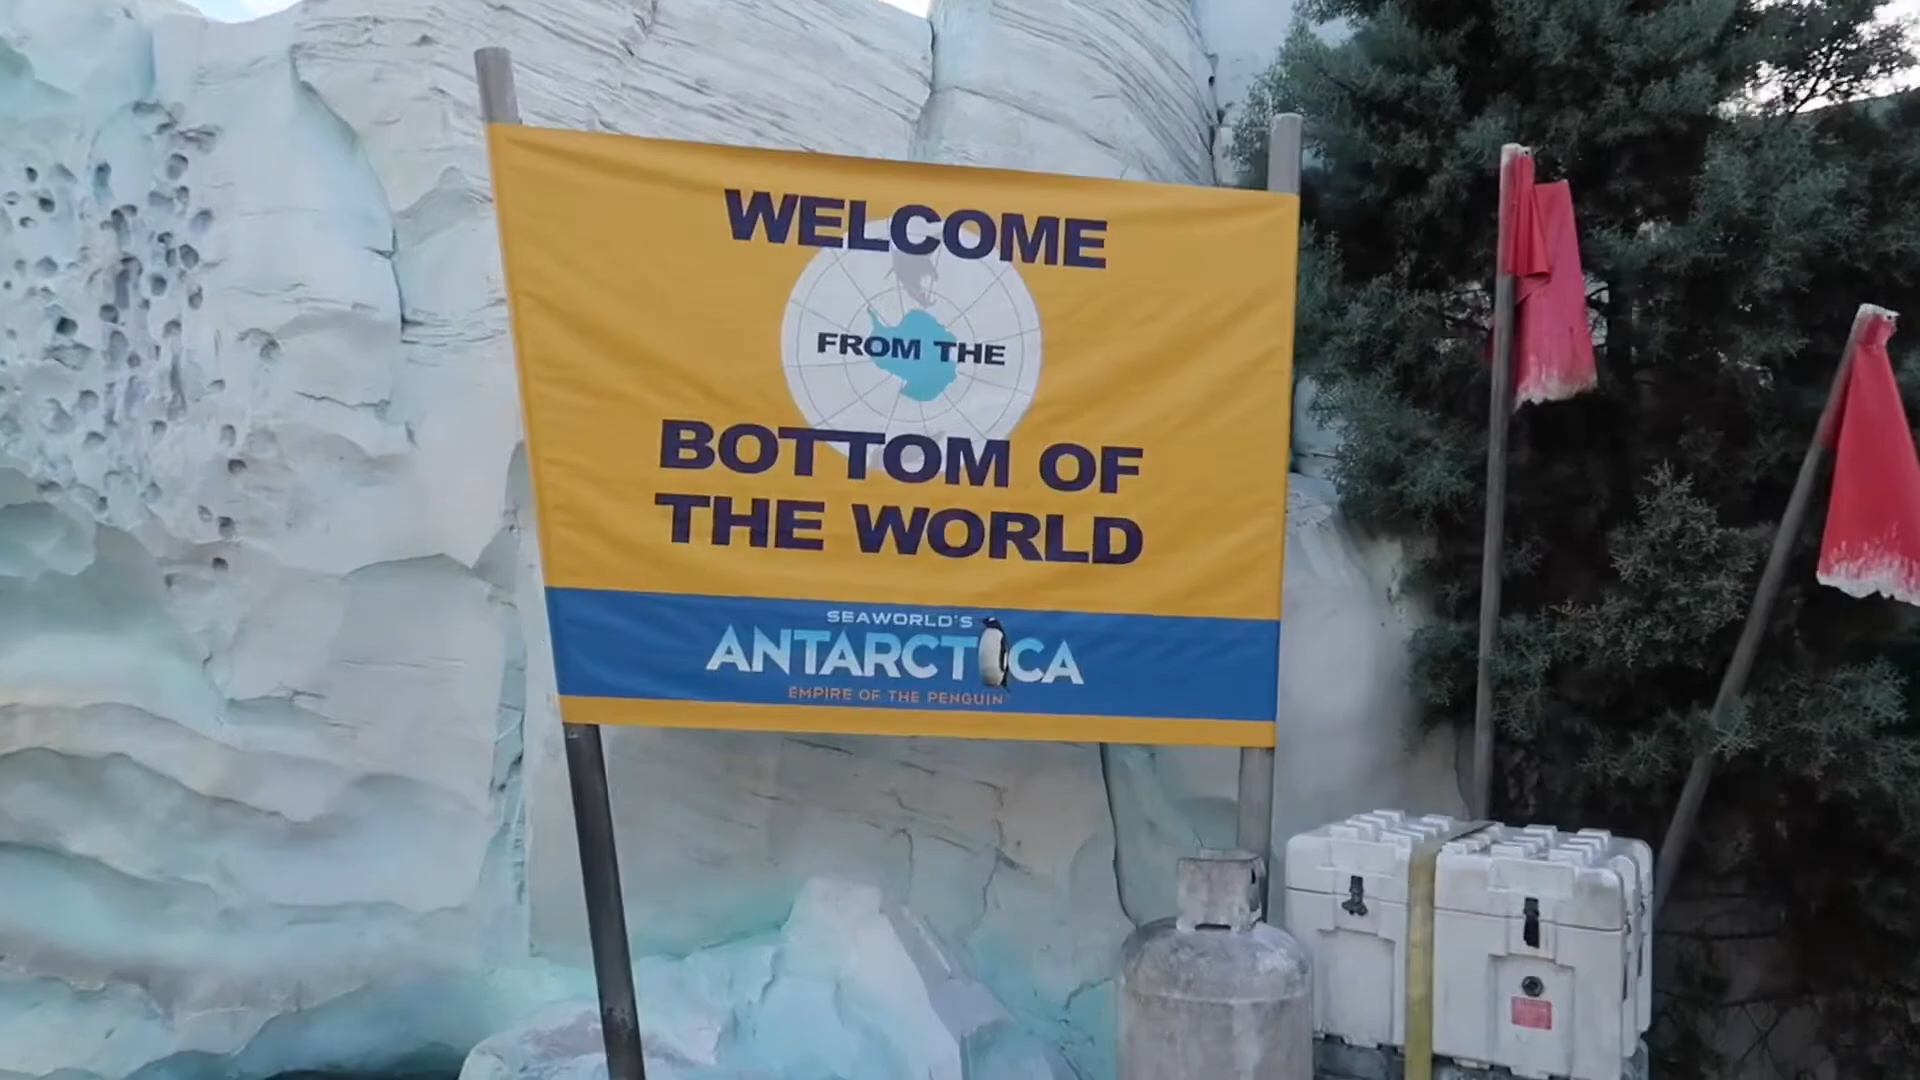 WELCOME
FROM THE
BOTTOM OF
THE WORLD
SEAWORLD'S
ANTARCTICA
EMPIRE OF THE PENGUIN